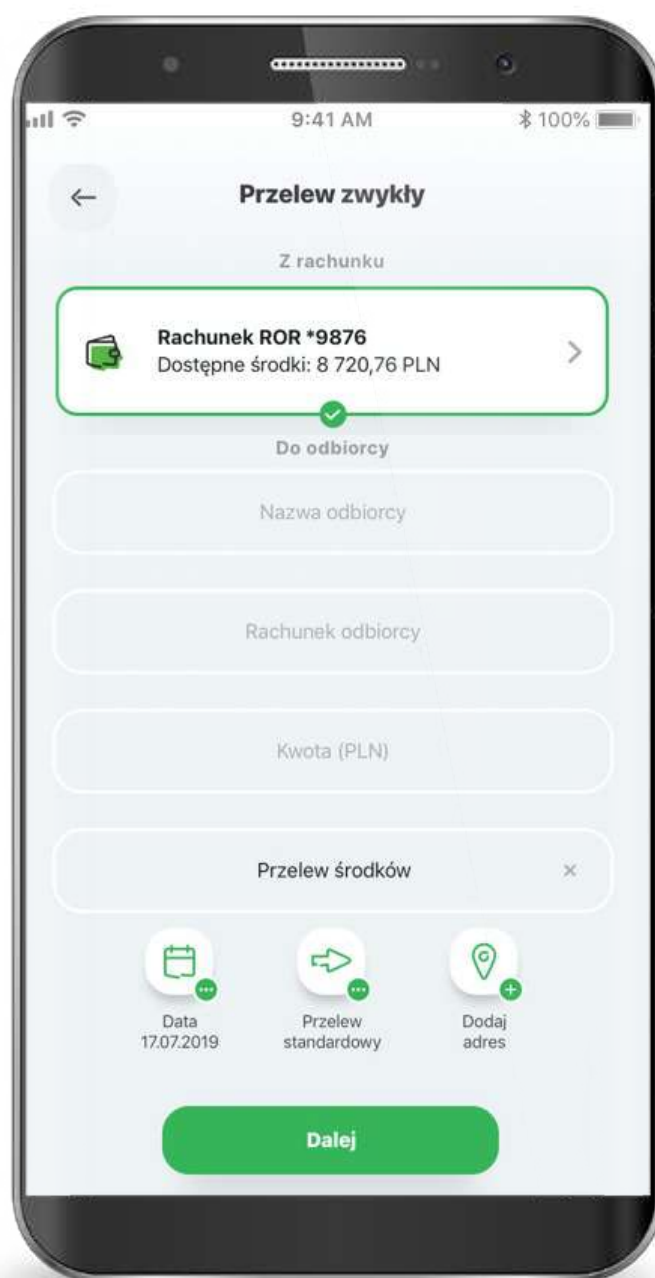 9:41 AM
100%
Przelew zwykły
Z rachunku
Rachunek ROR *9876
Dostępne środki: 8 720,76 PLN
Do odbiorcy
Nazwa odbiorcy
Rachunek odbiorcy
Kwota (PLN)
Przelew środków
Data
17.07.2019
Przelew
standardowy
Dodaj
adres
Dalej